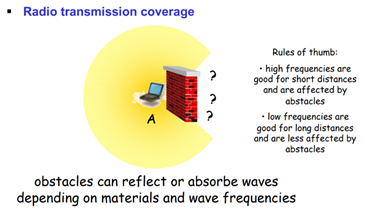 ▪ Radio transmission coverage
Rules of thumb:
• high frequencies are
good for short distances
and are affected by
obstacles
• low frequencies are
good for long distances
and are less affected by
obstacles
?
?
?
A
obstacles can reflect or absorbe waves
depending on materials and wave frequencies